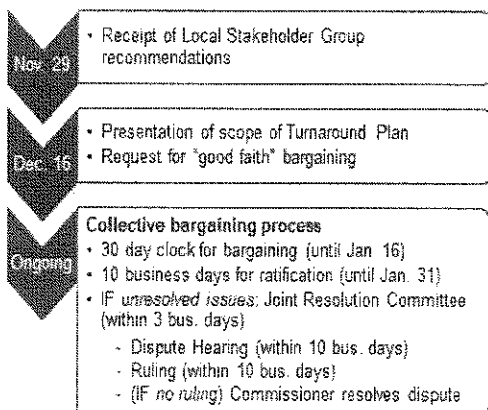 Nov. 29
• Receipt of Local Stakeholder Group
recommendations
Dec. 15
• Presentation of scope of Turnaround Plan
• Request for "good faith" bargaining
Ongoing
Collective bargaining process
• 30 day clock for bargaining (until Jan 16)
• 10 business days for ratification (until Jan. 31)
• IF unresolved issues: Joint Resolution Committee
(within 3 bus. days)
- Dispute Hearing (within 10 bus. days)
- Ruling (within 10 bus. days)
- (IF no ruling) Commissioner resolves dispute